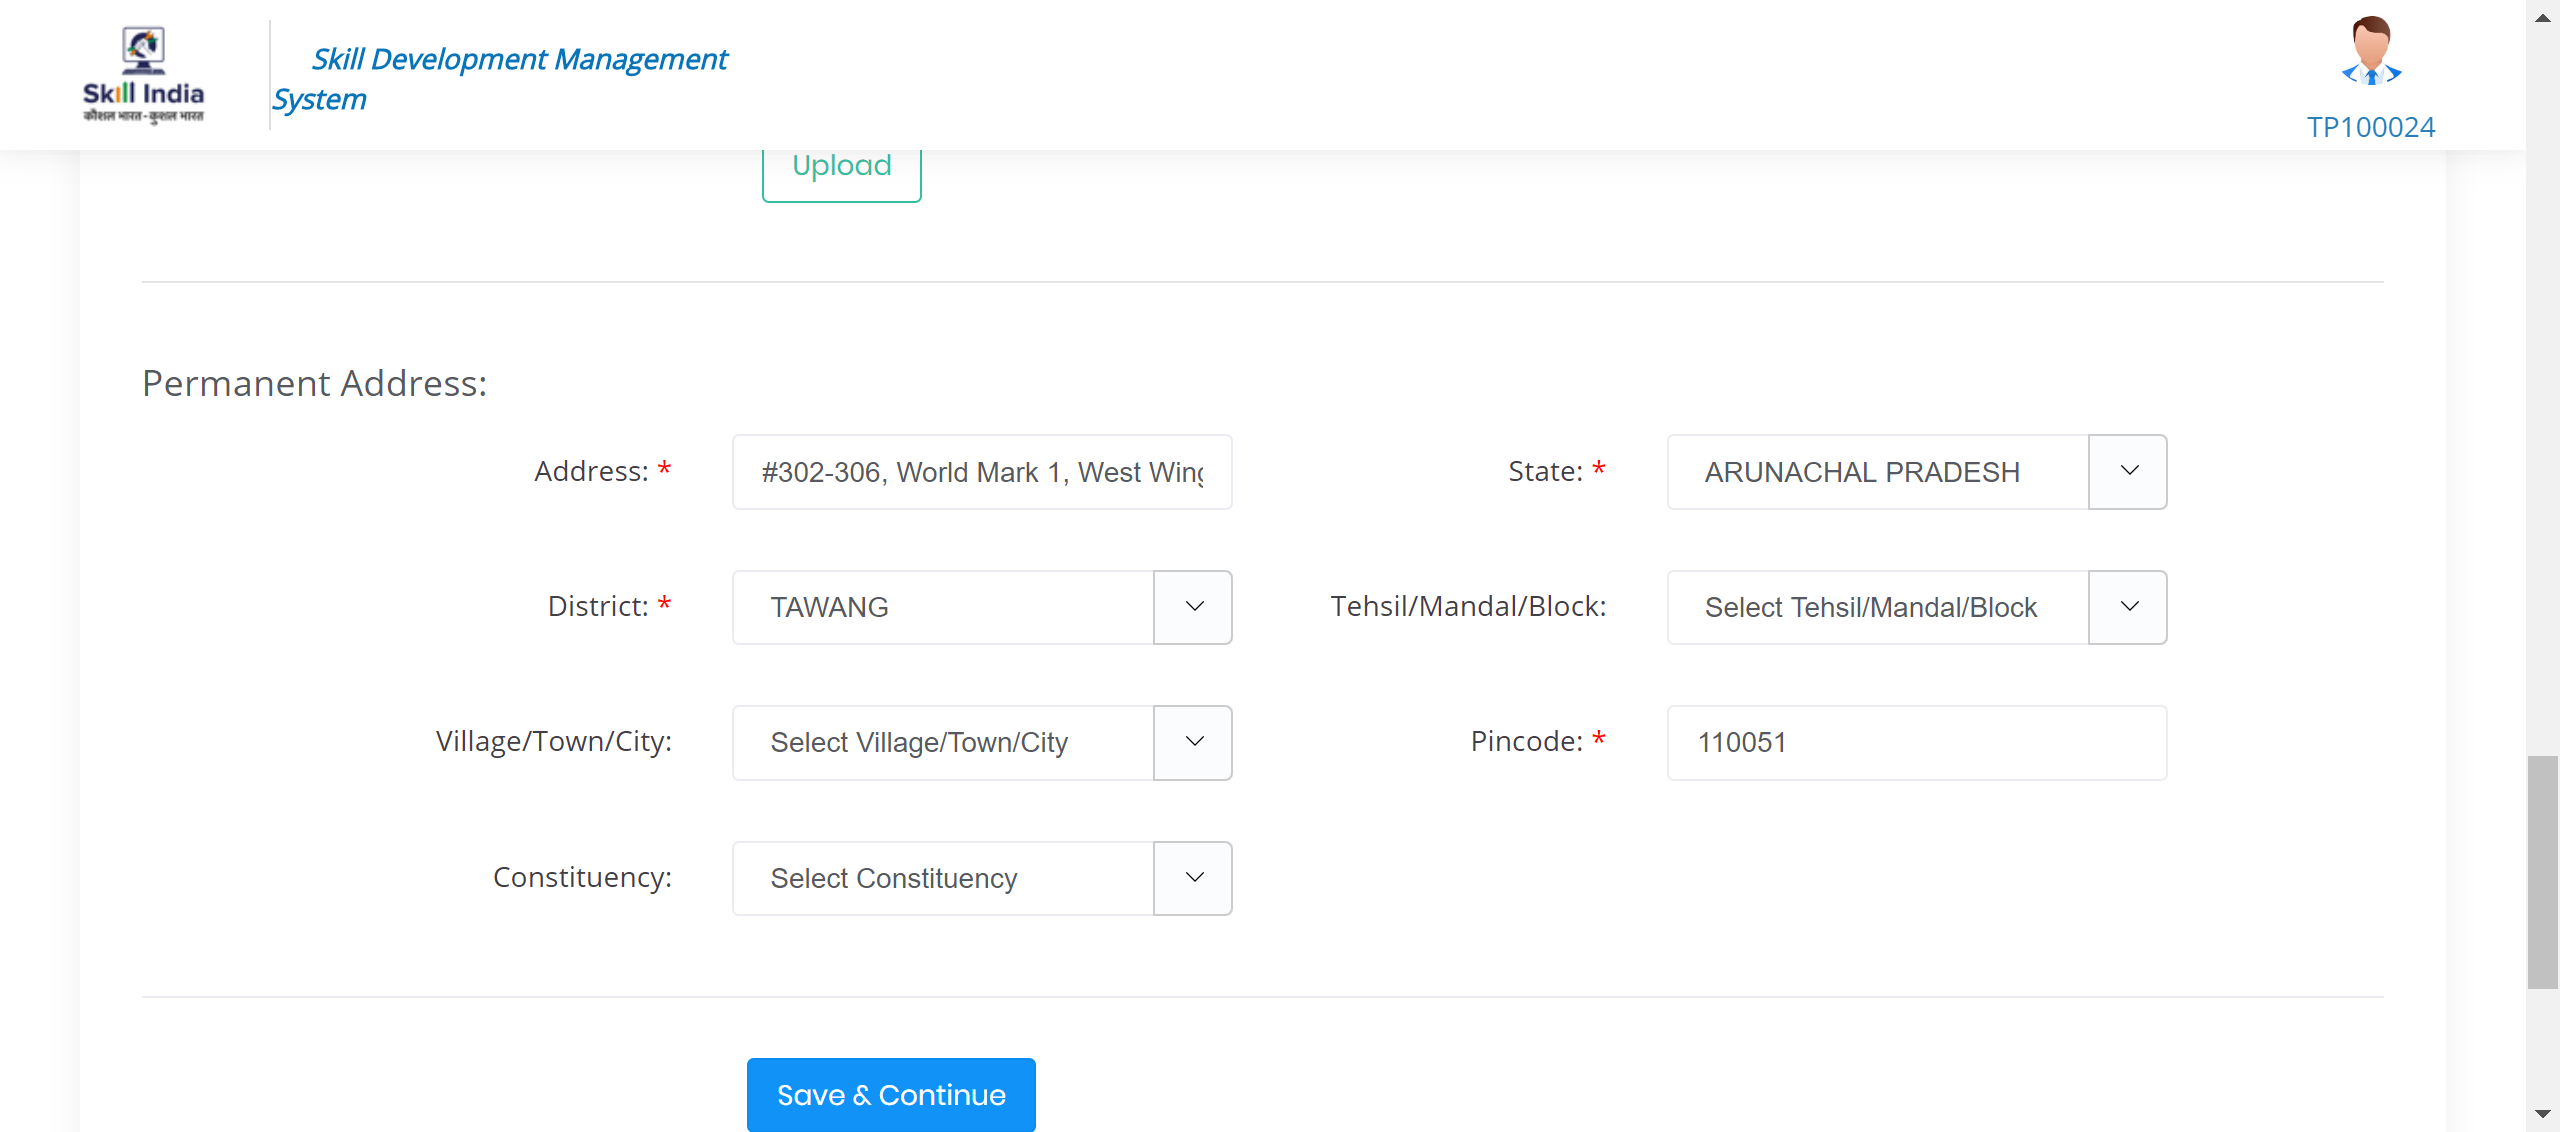 Skill India
कौशल भारत - कुशल भारत
Skill Development Management
System
TP100024
Upload
Permanent Address:
Address: *
#302-306, World Mark 1, West Wing
State: *
ARUNACHAL PRADESH
District: *
TAWANG
Tehsil/Mandal/Block:
Select Tehsil/Mandal/Block
Village/Town/City:
Select Village/Town/City
Pincode: *
110051
Constituency:
Select Constituency
Save & Continue